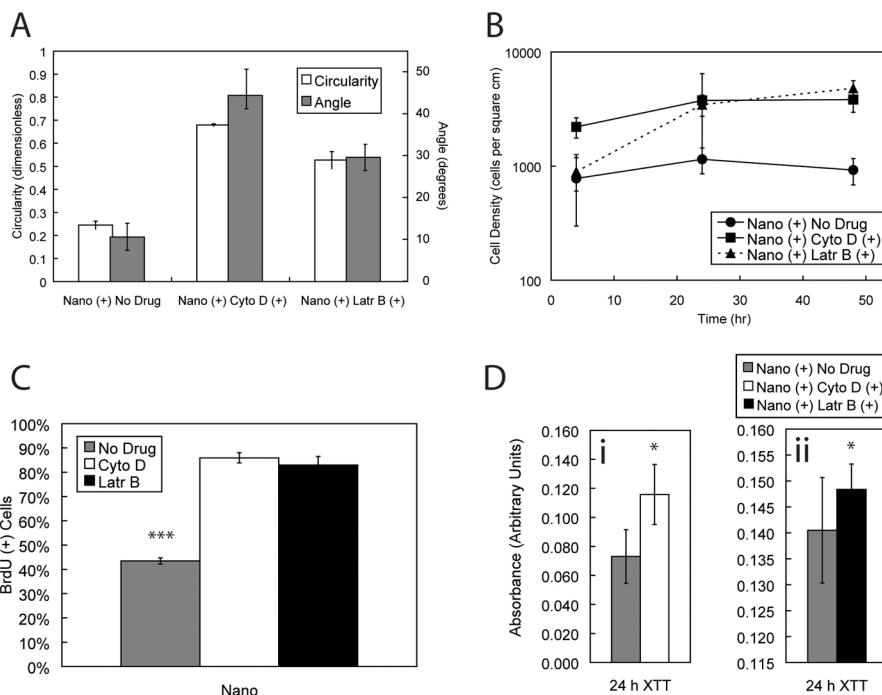 A
Circularity (dimensionless)
1
0.9
0.8
0.7
0.6
0.5
0.4
0.3
0.2
0.1
0
Circularity
Angle
50
40
30
20
10
0
Angle (degrees)
Nano (+) No Drug
Nano (+) Cyto D (+)
Nano (+) Latr B (+)
B
Cell Density (cells per square cm)
10000
1000
100
Nano (+) No Drug
Nano (+) Cyto D (+)
Nano (+) Latr B (+)
0 10 20 30 40 50
Time (hr)
C
BrdU (+) Cells
100%
90%
80%
70%
60%
50%
40%
30%
20%
10%
0%
No Drug
Cyto D
Latr B
***
Nano
D
Nano (+) No Drug
Nano (+) Cyto D (+)
Nano (+) Latr B (+)
Absorbance (Arbitrary Units)
0.160
0.140
0.120
0.100
0.080
0.060
0.040
0.020
0.000
i
*
24 h XTT
0.160
0.155
0.150
0.145
0.140
0.135
0.130
0.125
0.120
0.115
ii
*
24 h XTT